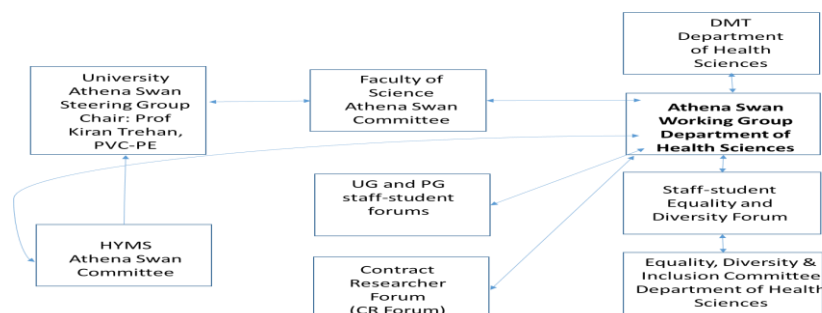 DMT
Department
of Health
Sciences
University
Athena Swan
Steering Group
Chair: Prof
Kiran Trehan,
PVC-PE
Faculty of
Science
Athena Swan
Committee
Athena Swan
Working Group
Department of
Health Sciences
UG and PG
staff-student
forums
Staff-student
Equality and
Diversity Forum
HYMS
Athena Swan
Committee
Contract
Researcher
Forum
(CR Forum)
Equality, Diversity &
Inclusion Committee
Department of Health
Sciences